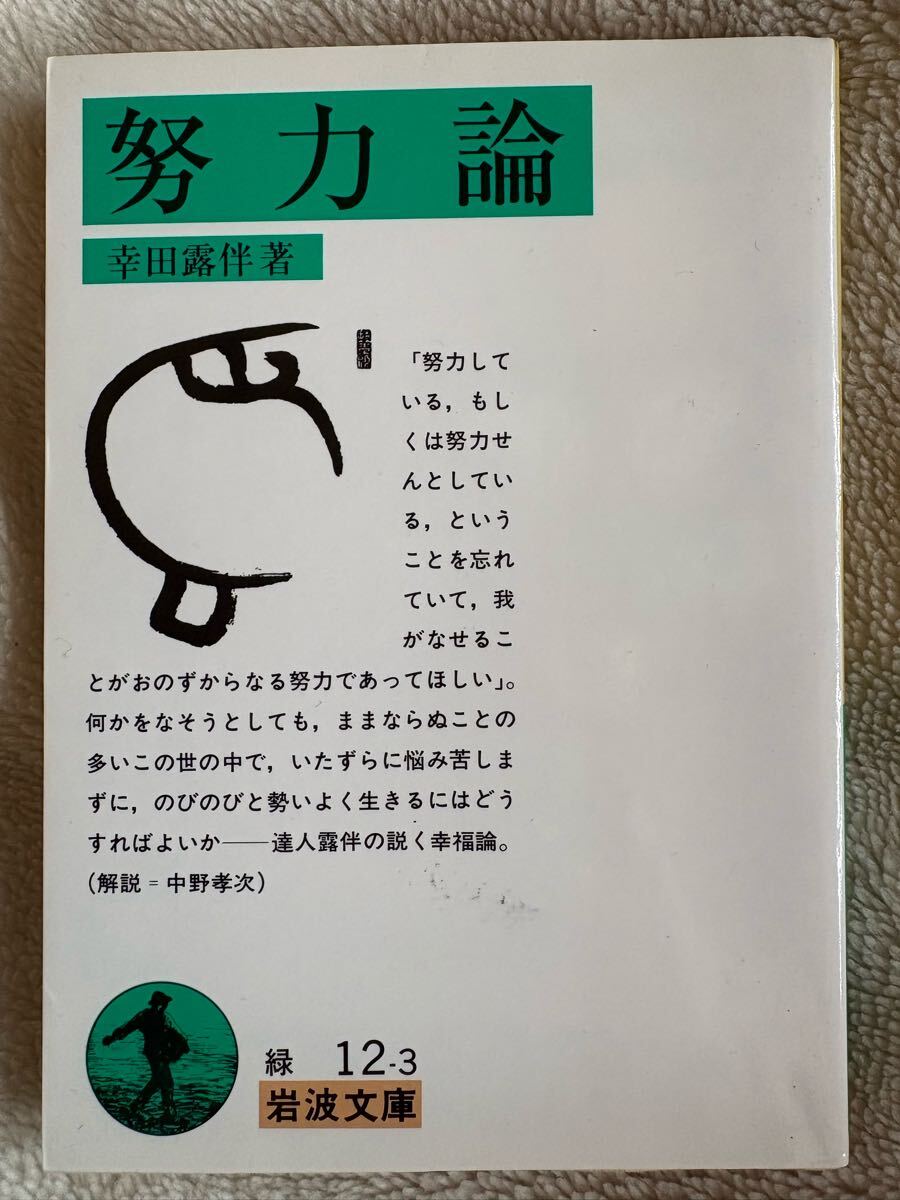 努力論
幸田露伴著
「努力して
いる，もし
くは努力せ
んとしてい
る，という
ことを忘れ
ていて，我
がなせるこ
とがおのずからなる努力であってほしい」。
何かをなそうとしても，ままならぬことの
多いこの世の中で，いたずらに悩み苦しま
ずに，のびのびと勢いよく生きるにはどう
すればよいか──達人露伴の説く幸福論。
（解説＝中野孝次）
緑 12-3
岩波文庫